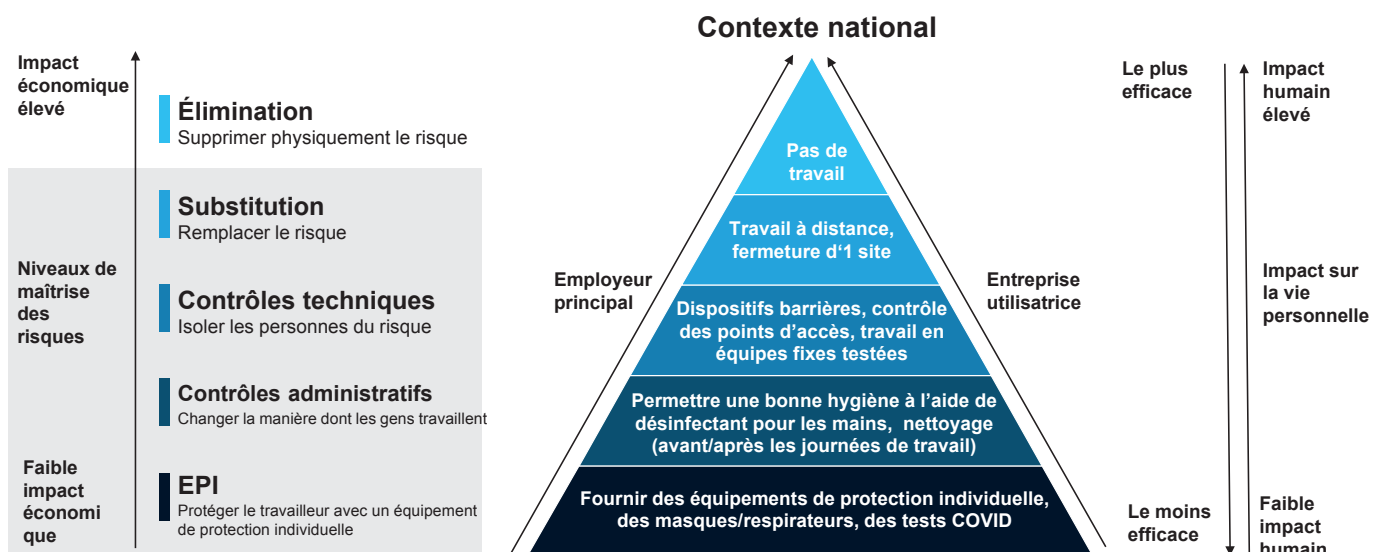 Contexte national
Impact
économique
élevé
Élimination
Supprimer physiquement le risque
Substitution
Remplacer le risque
Niveaux de
maîtrise
des
risques
Contrôles techniques
Isoler les personnes du risque
Contrôles administratifs
Changer la manière dont les gens travaillent
Faible
impact
économi
que
EPI
Protéger le travailleur avec un équipement
de protection individuelle
Employeur
principal
Pas de
travail
Travail à distance,
fermeture d‘1 site
Dispositifs barrières, contrôle
des points d’accès, travail en
équipes fixes testées
Permettre une bonne hygiène à l’aide de
désinfectant pour les mains, nettoyage
(avant/après les journées de travail)
Fournir des équipements de protection individuelle,
des masques/respirateurs, des tests COVID
Entreprise
utilisatrice
Le plus
efficace
Le moins
efficace
Impact
humain
élevé
Impact sur
la vie
personnelle
Faible
impact
humain